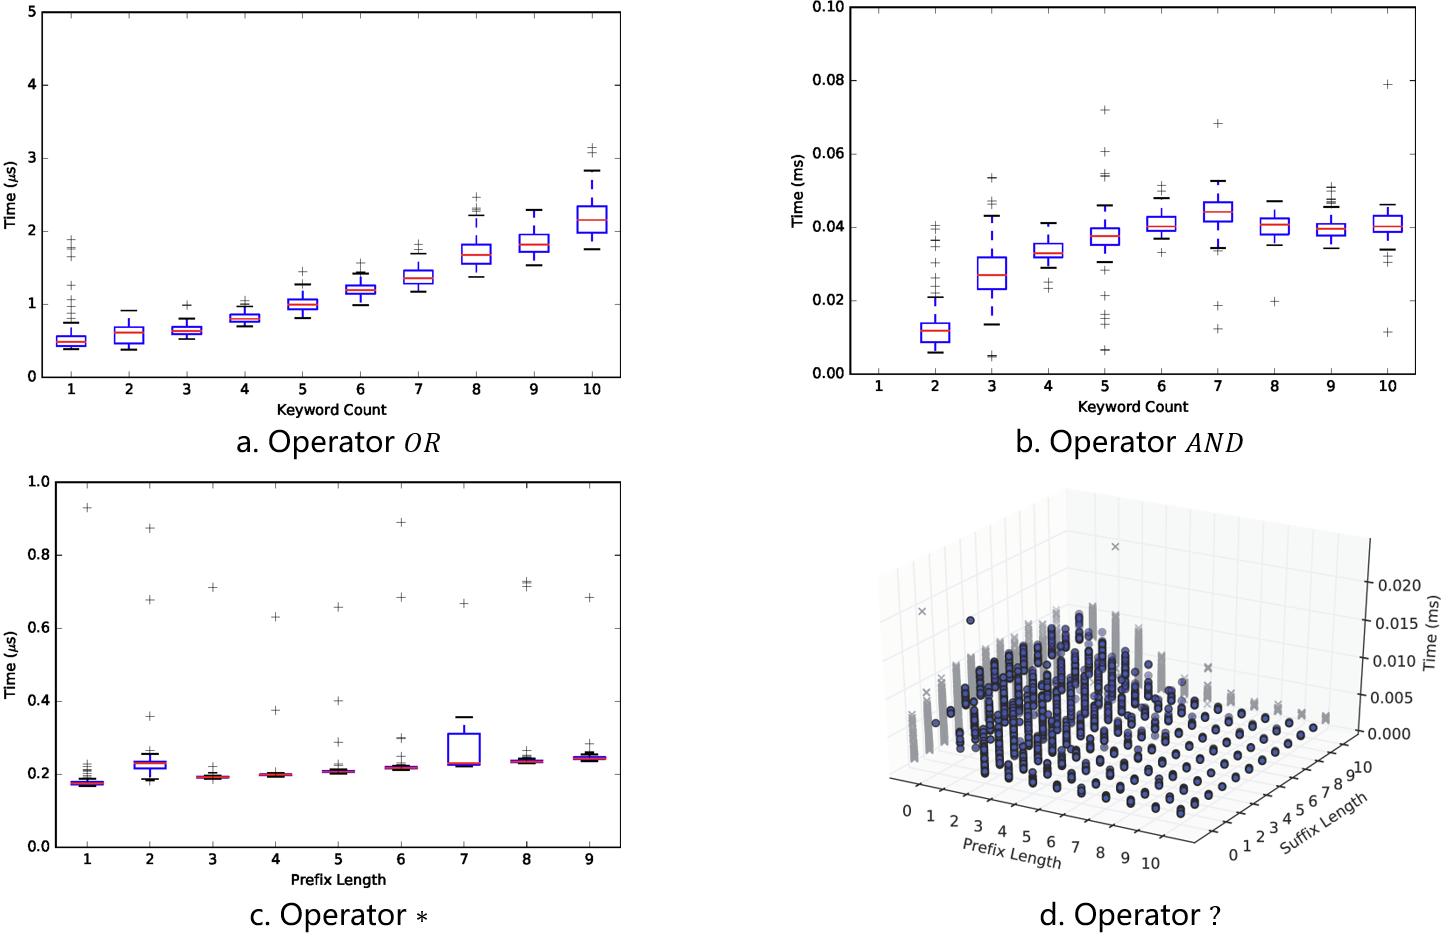 5
4
3
2
1
0
Time (μs)
1 2 3 4 5 6 7 8 9 10
Keyword Count
a. Operator OR
0.10
0.08
0.06
0.04
0.02
0.00
Time (ms)
1 2 3 4 5 6 7 8 9 10
Keyword Count
b. Operator AND
1.0
0.8
0.6
0.4
0.2
0.0
Time (μs)
1 2 3 4 5 6 7 8 9
Prefix Length
c. Operator *
0.020
0.015
0.010
0.005
0.000
Time (ms)
0 1 2 3 4 5 6 7 8 9 10
Prefix Length
0 1 2 3 4 5 6 7 8 9 10
Suffix Length
d. Operator ?